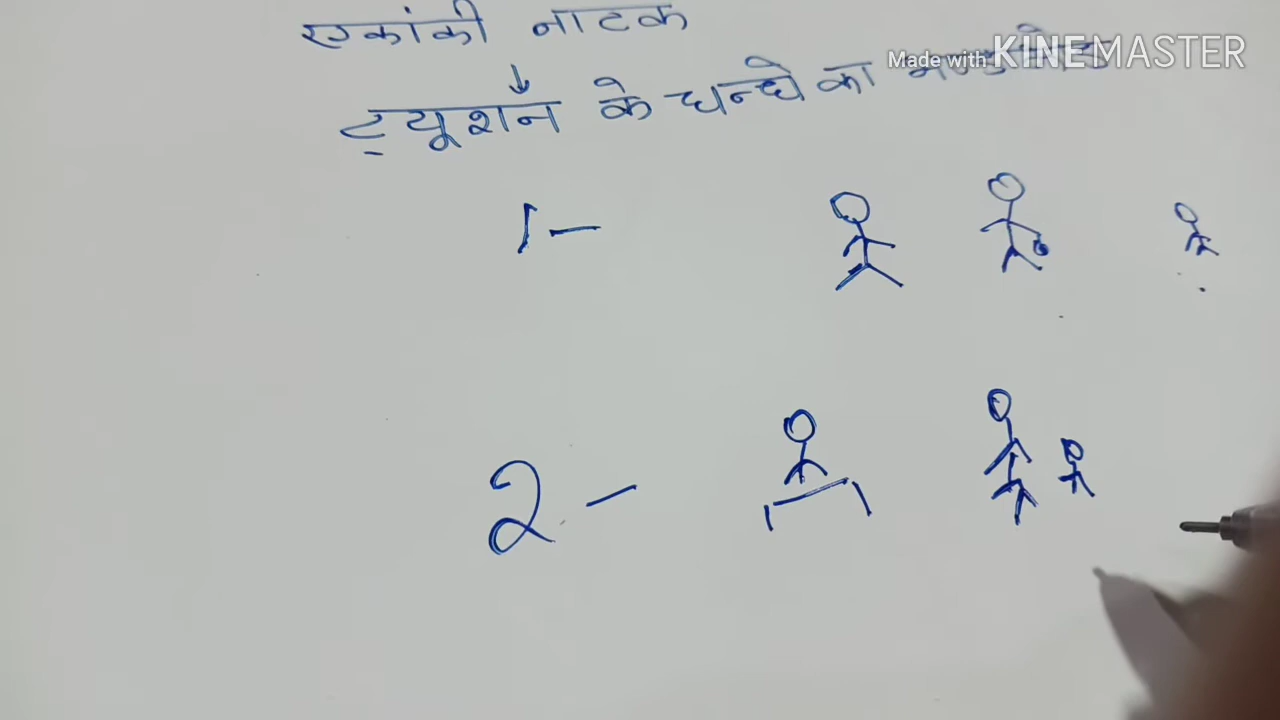 एकांकी नाटक
Made with KINEMASTER
ट्यूशन के धन्धे का
1-
2-